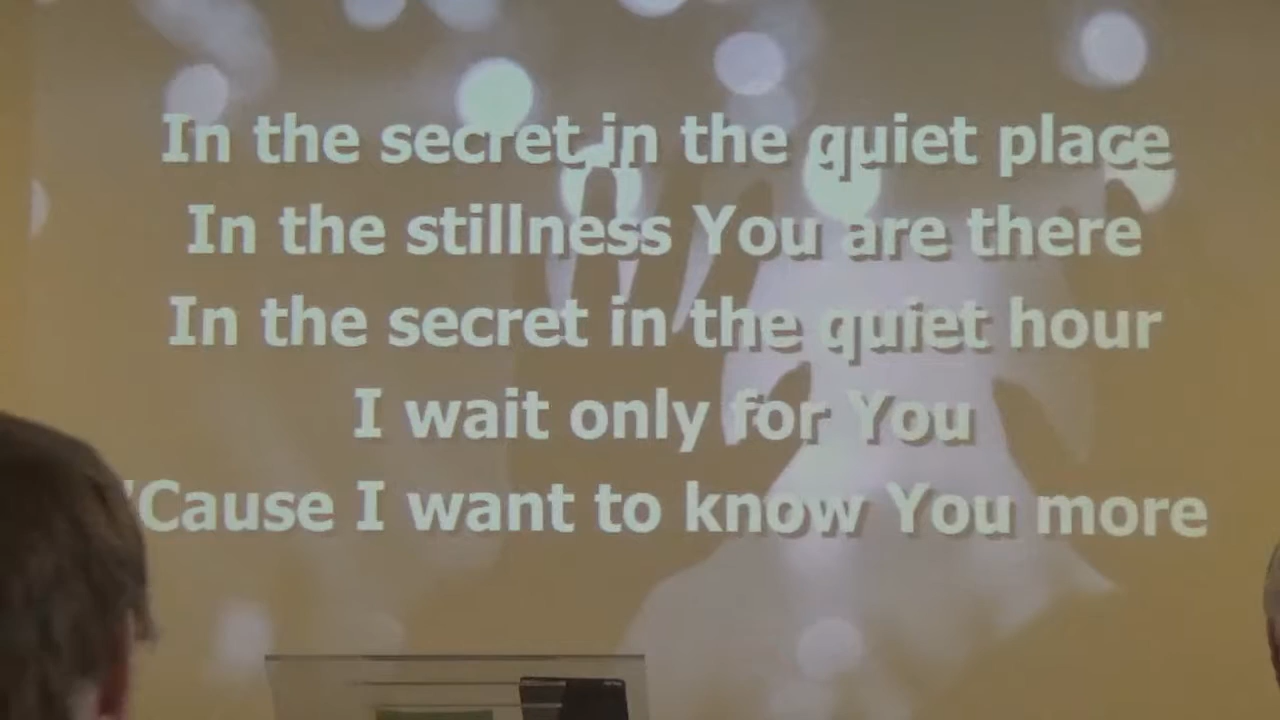 In the secret in the quiet place
In the stillness You are there
In the secret in the quiet hour
I wait only for You
'Cause I want to know You more